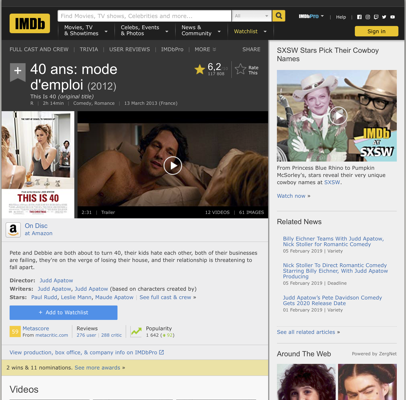 IMDb
Find Movies, TV shows, Celebrities and more...
All
IMDbPro
Help
Movies, TV
& Showtimes
Celebs, Events
& Photos
News &
Community
Watchlist
Sign in
FULL CAST AND CREW | TRIVIA | USER REVIEWS | IMDbPro | MORE
SHARE
40 ans: mode
d'emploi (2012)
This Is 40 (original title)
R | 2h 14min | Comedy, Romance | 13 March 2013 (France)
6,2
Rate
This
THIS IS 40
2:31 | Trailer
12 VIDEOS | 61 IMAGES
On Disc
at Amazon
Pete and Debbie are both about to turn 40, their kids hate each other, both of their businesses
are failing, they're on the verge of losing their house, and their relationship is threatening to
fall apart.
Director: Judd Apatow
Writers: Judd Apatow, Judd Apatow (based on characters created by)
Stars: Paul Rudd, Leslie Mann, Maude Apatow | See full cast & crew »
+ Add to Watchlist
Metascore
From metacritic.com
Reviews
276 user | 288 critic
Popularity
View production, box office, & company info on IMDbPro
2 wins & 11 nominations. See more awards »
Videos
SXSW Stars Pick Their Cowboy
Names
IMDb
AT
SXSW
From Princess Blue Rhino to Pumpkin
McSorley's, stars reveal their very unique
cowboy names at SXSW.
Watch now »
Related News
Billy Eichner Teams With Judd Apatow,
Nick Stoller for Romantic Comedy
05 February 2019 | Variety
Nick Stoller To Direct Romantic Comedy
Starring Billy Eichner, With Judd Apatow
Producing
05 February 2019 | Deadline
Judd Apatow's Pete Davidson Comedy
Gets 2020 Release Date
01 February 2019 | Variety
See all related articles »
Around The Web
Powered by ZergNet